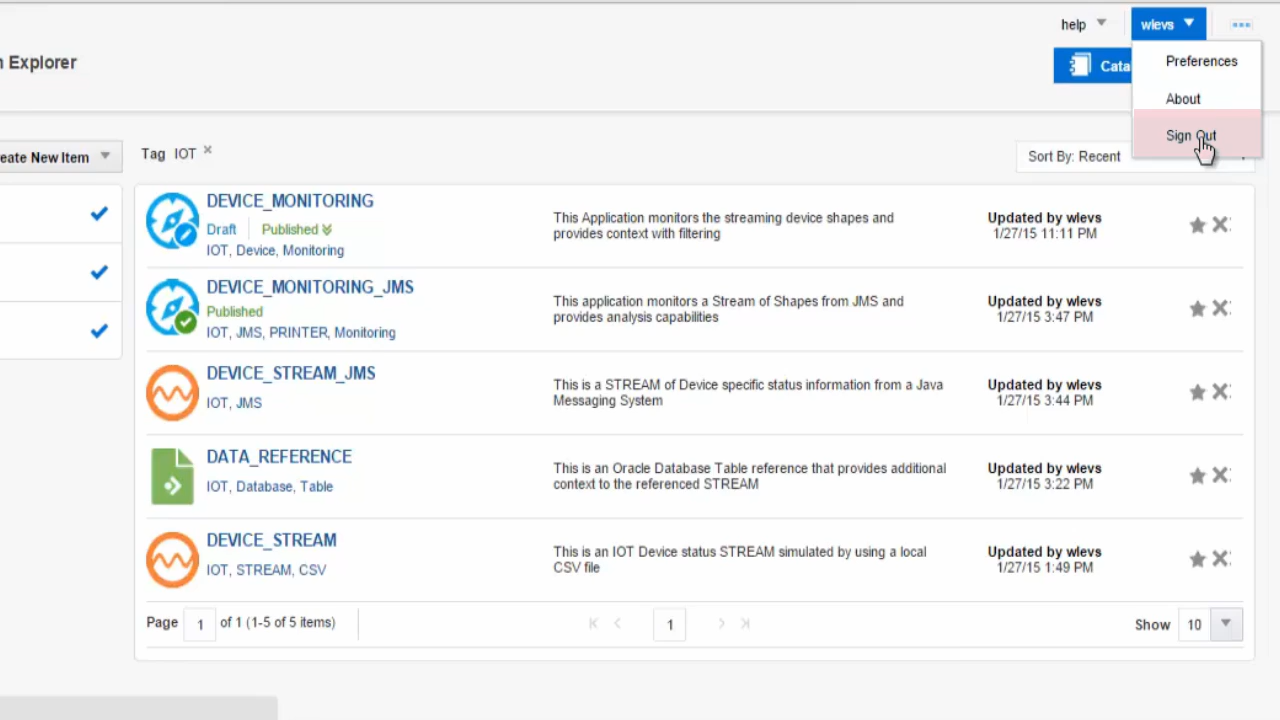 help
wlevs
n Explorer
Cata
Preferences
About
Sign Out
eate New Item
Tag IOT
Sort By: Recent
DEVICE_MONITORING
Draft Published
IOT, Device, Monitoring
This Application monitors the streaming device shapes and
provides context with filtering
Updated by wlevs
1/27/15 11:11 PM
DEVICE_MONITORING_JMS
Published
IOT, JMS, PRINTER, Monitoring
This application monitors a Stream of Shapes from JMS and
provides analysis capabilities
Updated by wlevs
1/27/15 3:47 PM
DEVICE_STREAM_JMS
IOT, JMS
This is a STREAM of Device specific status information from a Java
Messaging System
Updated by wlevs
1/27/15 3:44 PM
DATA_REFERENCE
IOT, Database, Table
This is an Oracle Database Table reference that provides additional
context to the referenced STREAM
Updated by wlevs
1/27/15 3:22 PM
DEVICE_STREAM
IOT, STREAM, CSV
This is an IOT Device status STREAM simulated by using a local
CSV file
Updated by wlevs
1/27/15 1:49 PM
Page 1 of 1 (1-5 of 5 items)
1
Show 10